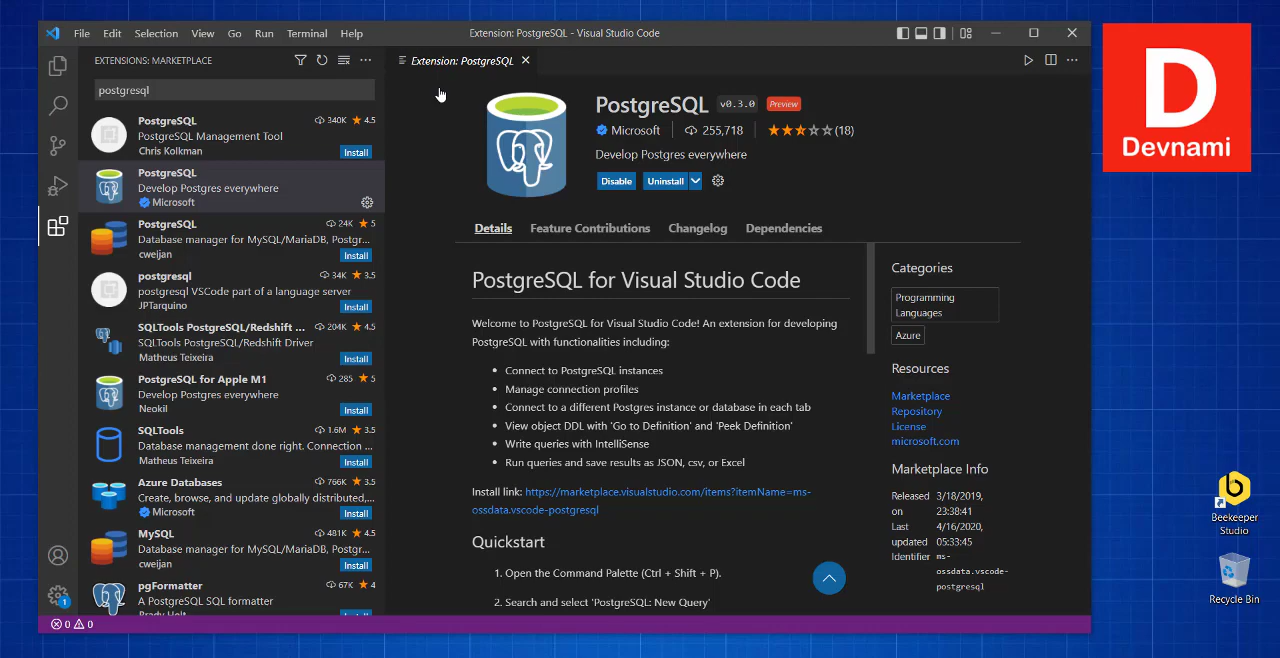 File Edit Selection View Go Run Terminal Help
Extension: PostgreSQL - Visual Studio Code
EXTENSIONS: MARKETPLACE
postgresql
PostgreSQL 340K 4.5
PostgreSQL Management Tool
Chris Kolkman
Install
PostgreSQL
Develop Postgres everywhere
Microsoft
PostgreSQL 24K 5
Database manager for MySQL/MariaDB, Postgr...
cweijan
Install
postgresql 34K 3.5
postgresql VSCode part of a language server
JPTarquino
Install
SQLTools PostgreSQL/Redshift ... 204K 4.5
SQLTools PostgreSQL/Redshift Driver
Matheus Teixeira
Install
PostgreSQL for Apple M1 285 5
Develop Postgres everywhere
Neokil
Install
SQLTools 1.6M 3.5
Database management done right. Connection ...
Matheus Teixeira
Install
Azure Databases 766K 3.5
Create, browse, and update globally distributed,...
Microsoft
Install
MySQL 481K 4.5
Database manager for MySQL/MariaDB, Postgr...
cweijan
Install
pgFormatter 67K 4
A PostgreSQL SQL formatter
1
0 0
Extension: PostgreSQL
PostgreSQL v0.3.0 Preview
Microsoft 255,718 (18)
Develop Postgres everywhere
Disable Uninstall
Details Feature Contributions Changelog Dependencies
PostgreSQL for Visual Studio Code
Welcome to PostgreSQL for Visual Studio Code! An extension for developing
PostgreSQL with functionalities including:
• Connect to PostgreSQL instances
• Manage connection profiles
• Connect to a different Postgres instance or database in each tab
• View object DDL with 'Go to Definition' and 'Peek Definition'
• Write queries with IntelliSense
• Run queries and save results as JSON, csv, or Excel
Install link: https://marketplace.visualstudio.com/items?itemName=ms-
ossdata.vscode-postgresql
Quickstart
1. Open the Command Palette (Ctrl + Shift + P).
2. Search and select 'PostgreSQL: New Query'
Categories
Programming
Languages
Azure
Resources
Marketplace
Repository
License
microsoft.com
Marketplace Info
Released 3/18/2019,
on 23:38:41
Last 4/16/2020,
updated 05:33:45
Identifier ms-
ossdata.vscode-
postgresql
D
Devnami
Beekeeper
Studio
Recycle Bin